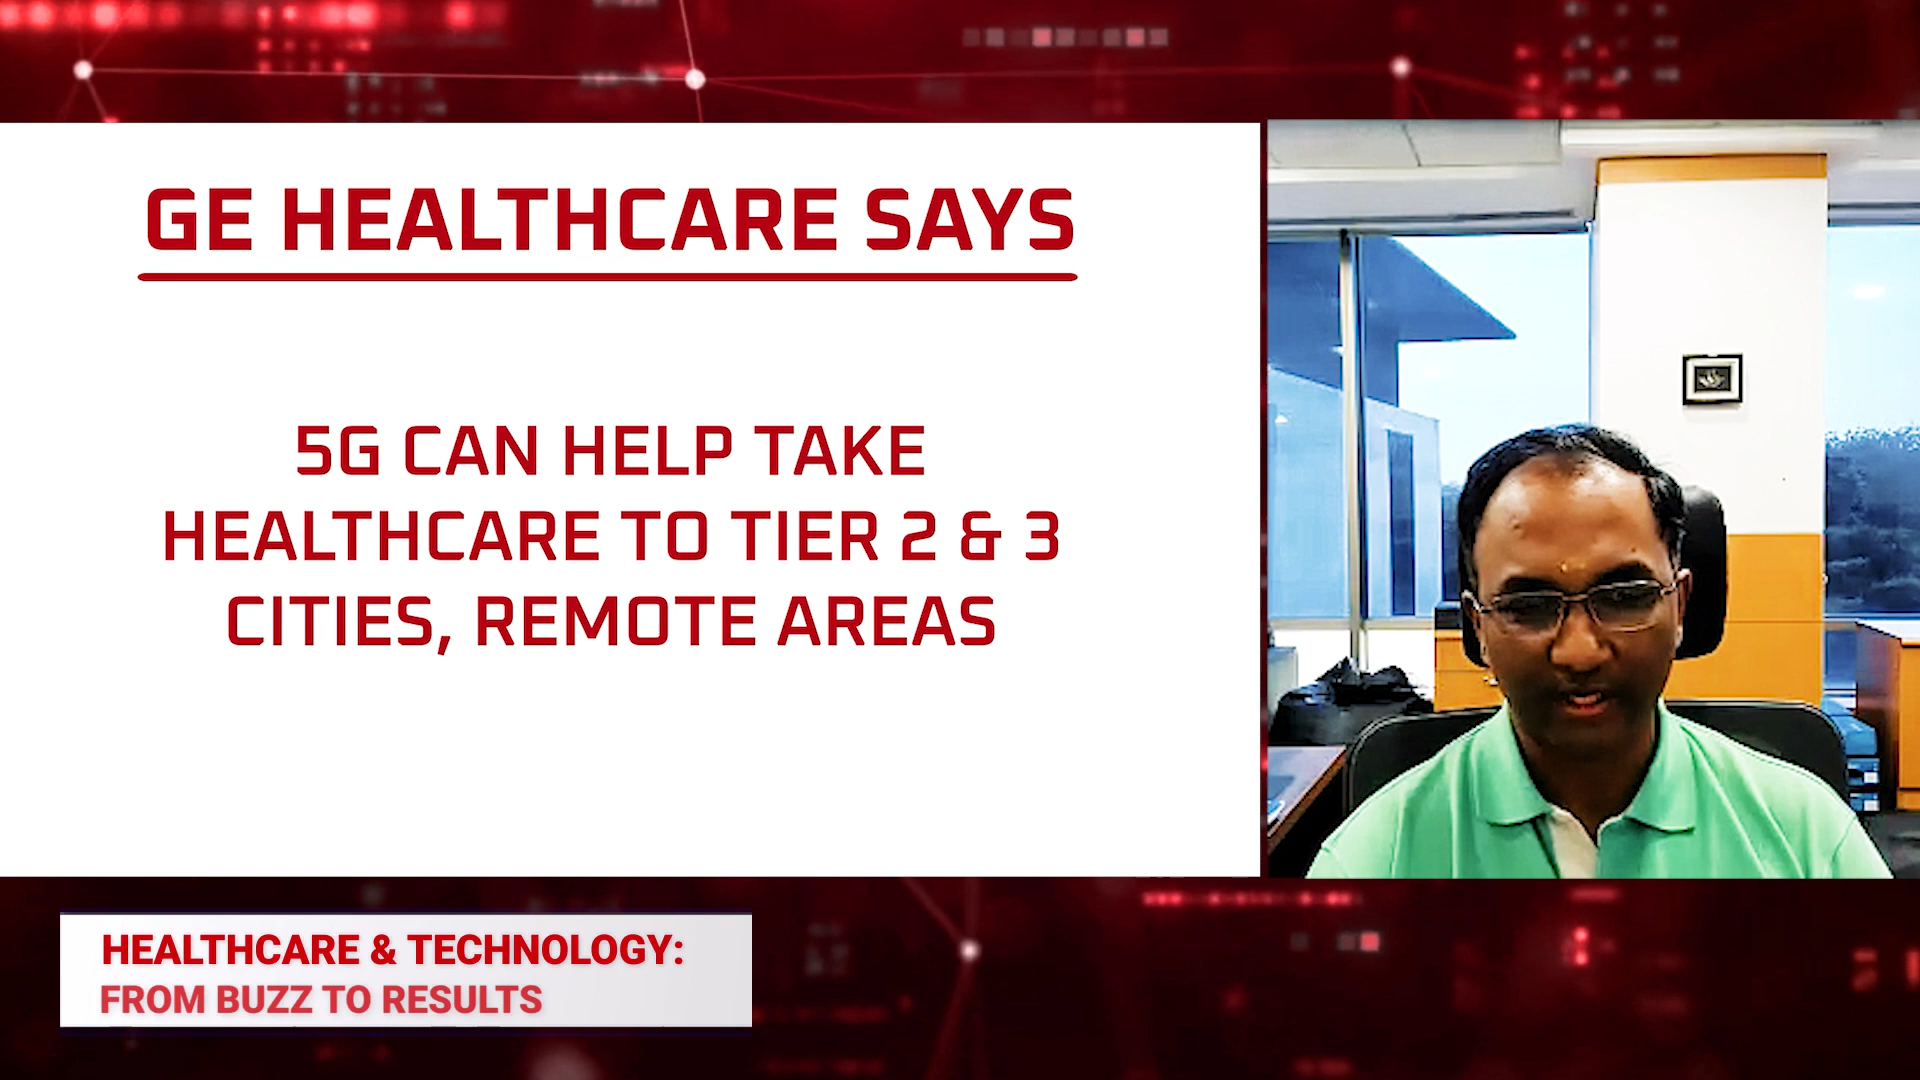 GE HEALTHCARE SAYS
5G CAN HELP TAKE
HEALTHCARE TO TIER 2 & 3
CITIES, REMOTE AREAS
HEALTHCARE & TECHNOLOGY:
FROM BUZZ TO RESULTS